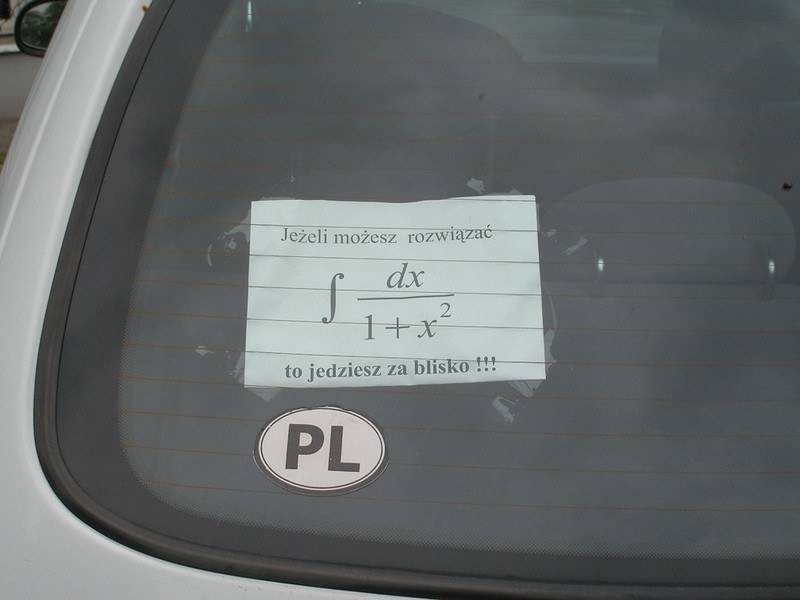 Jeżeli możesz rozwiązać
∫ dx
1+x²
to jedziesz za blisko !!!
PL